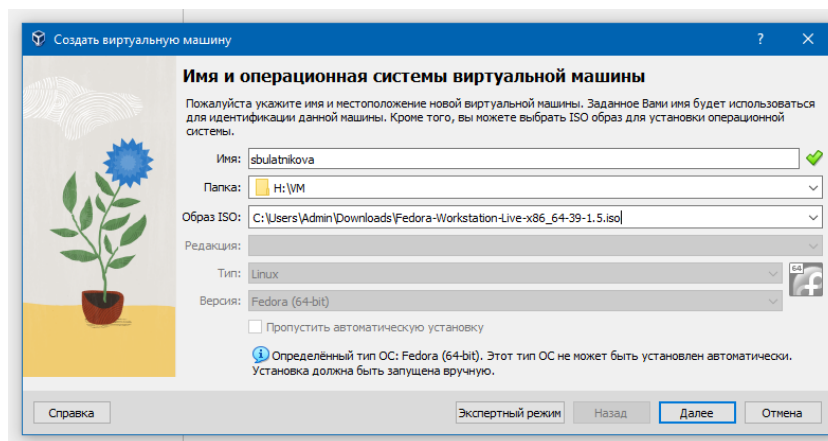 Создать виртуальную машину
Имя и операционная системы виртуальной машины
Пожалуйста укажите имя и местоположение новой виртуальной машины. Заданное Вами имя будет использоваться
для идентификации данной машины. Кроме того, вы можете выбрать ISO образ для установки операционной
системы.
Имя: sbulatnikova
Папка: H:\VM
Образ ISO: C:\Users\Admin\Downloads\Fedora-Workstation-Live-x86_64-39-1.5.iso
Редакция:
Тип: Linux
64
Версия: Fedora (64-bit)
Пропустить автоматическую установку
Определённый тип ОС: Fedora (64-bit). Этот тип ОС не может быть установлен автоматически.
Установка должна быть запущена вручную.
Справка Экспертный режим Назад Далее Отмена